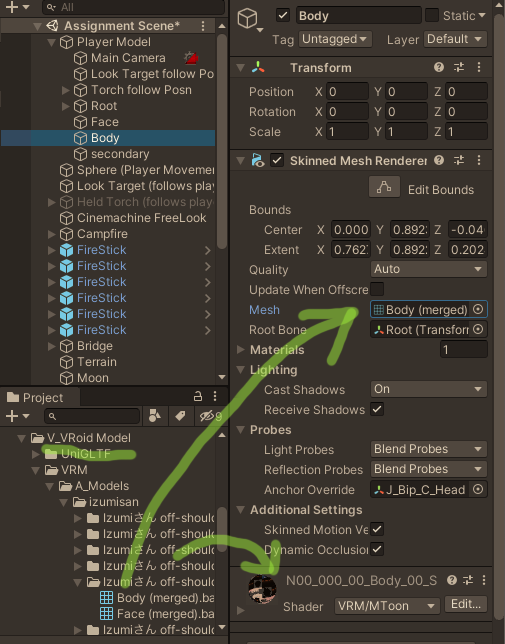 All
Assignment Scene*
Player Model
Main Camera
Look Target follow Po
Torch follow Posn
Root
Face
Body
secondary
Sphere (Player Moveme
Look Target (follows play
Held Torch (follows play
Cinemachine FreeLook
Campfire
FireStick
FireStick
FireStick
FireStick
FireStick
Bridge
Terrain
Moon
Project
9
V_VRoid Model
UniGLTF
VRM
A_Models
izumisan
Izumiさん off-shou
Izumiさん off-shou
Izumiさん off-shou
Izumiさん off-shou
Izumiさん off-shou
Body (merged).ba
Face (merged).ba
Izumiさん off-shou
Body
Static
Tag Untagged Layer Default
Transform
Position X 0 Y 0 Z 0
Rotation X 0 Y 0 Z 0
Scale X 1 Y 1 Z 1
Skinned Mesh Renderer
Edit Bounds
Bounds
Center X 0.000 Y 0.892 Z -0.04
Extent X 0.762 Y 0.892 Z 0.202
Quality Auto
Update When Offscre
Mesh Body (merged)
Root Bone Root (Transforn
Materials 1
Lighting
Cast Shadows On
Receive Shadows
Probes
Light Probes Blend Probes
Reflection Probes Blend Probes
Anchor Override J_Bip_C_Head
Additional Settings
Skinned Motion Ve
Dynamic Occlusion
N00_000_00_Body_00_S
Shader VRM/MToon Edit...